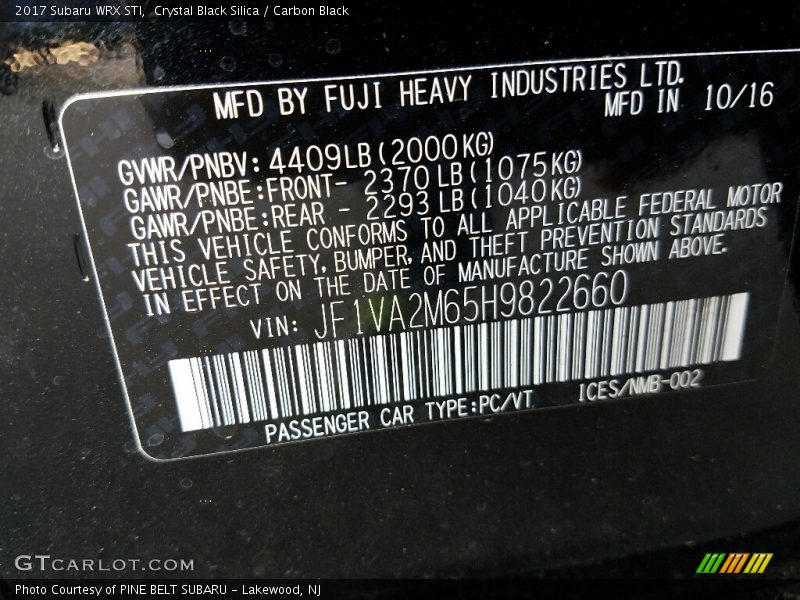 2017 Subaru WRX STI, Crystal Black Silica / Carbon Black
MFD BY FUJI HEAVY INDUSTRIES LTD.
MFD IN 10/16
GVWR/PNBV: 4409LB(2000KG)
GAWR/PNBE:FRONT- 2370 LB(1075KG)
GAWR/PNBE:REAR - 2293 LB(1040KG)
THIS VEHICLE CONFORMS TO ALL APPLICABLE FEDERAL MOTOR
VEHICLE SAFETY, BUMPER, AND THEFT PREVENTION STANDARDS
IN EFFECT ON THE DATE OF MANUFACTURE SHOWN ABOVE.
VIN: JF1VA2M65H9822660
PASSENGER CAR TYPE:PC/VT ICES/NMB-002
GTCARLOT.COM
Photo Courtesy of PINE BELT SUBARU - Lakewood, NJ